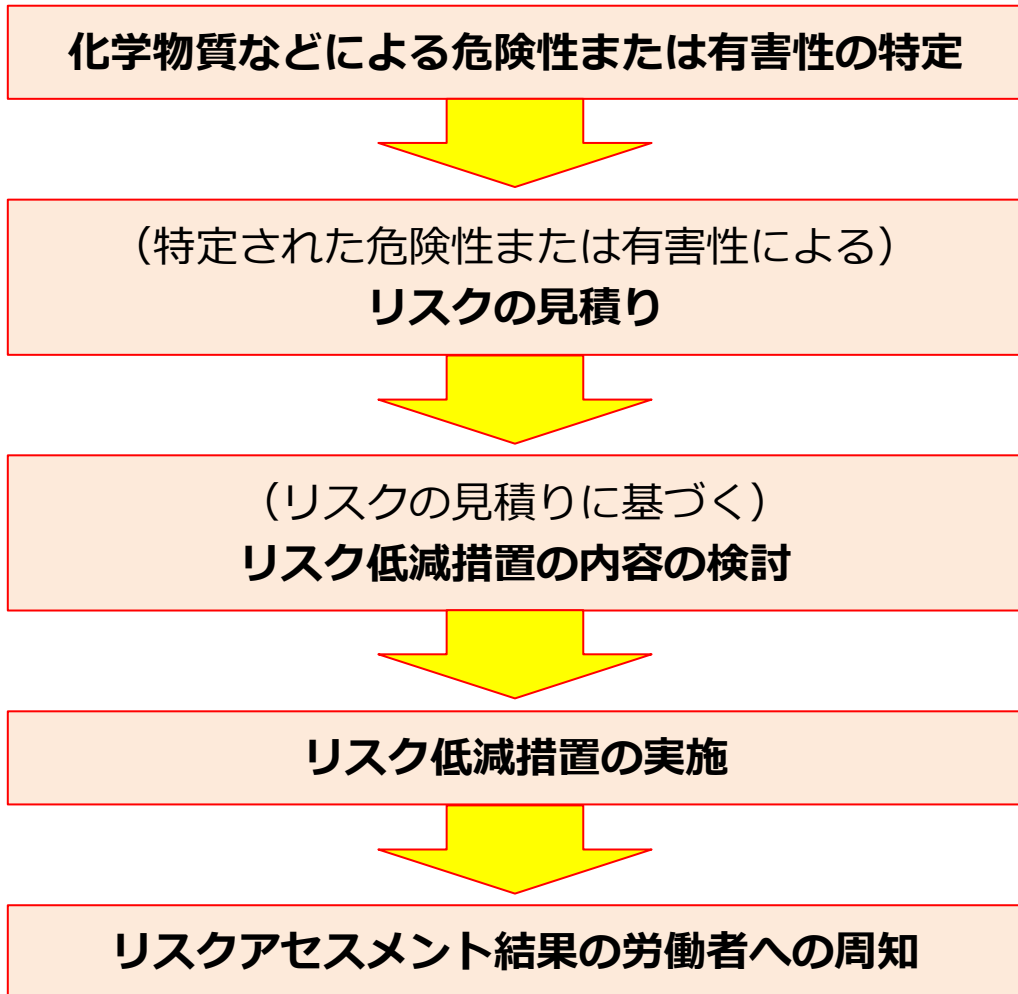 化学物質などによる危険性または有害性の特定
（特定された危険性または有害性による）
リスクの見積り
（リスクの見積りに基づく）
リスク低減措置の内容の検討
リスク低減措置の実施
リスクアセスメント結果の労働者への周知